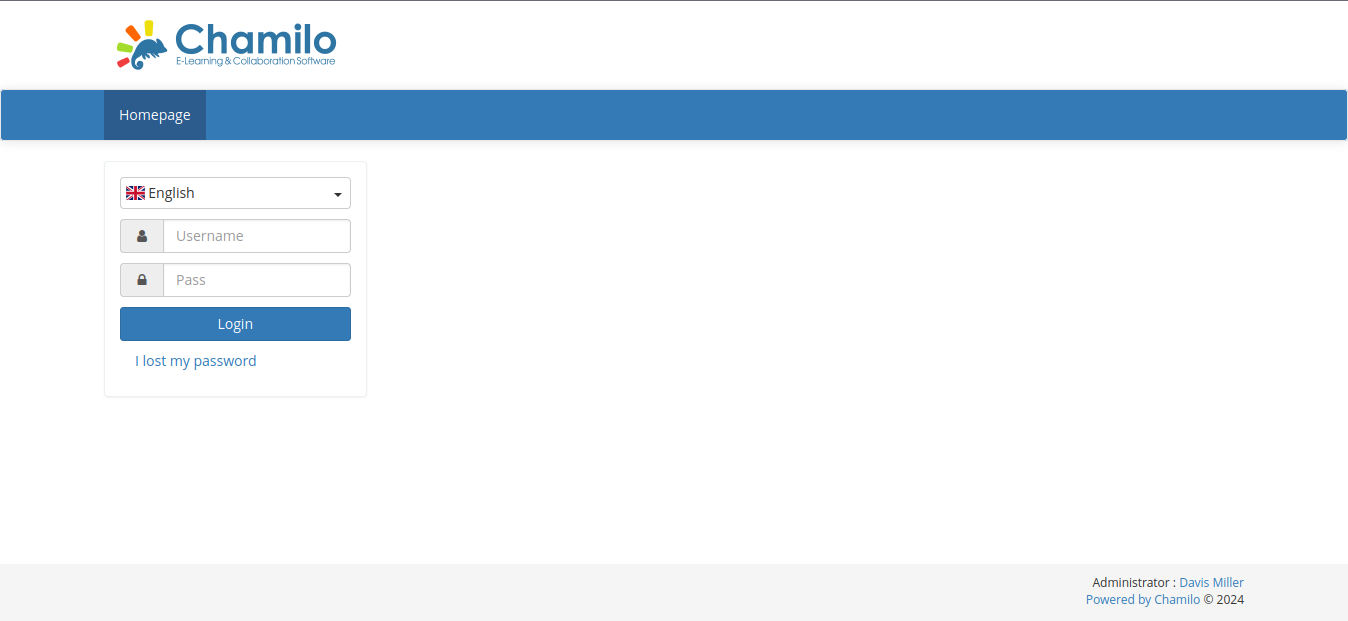 Chamilo
E-Learning & Collaboration Software
Homepage
English
Username
Pass
Login
I lost my password
Administrator : Davis Miller
Powered by Chamilo © 2024